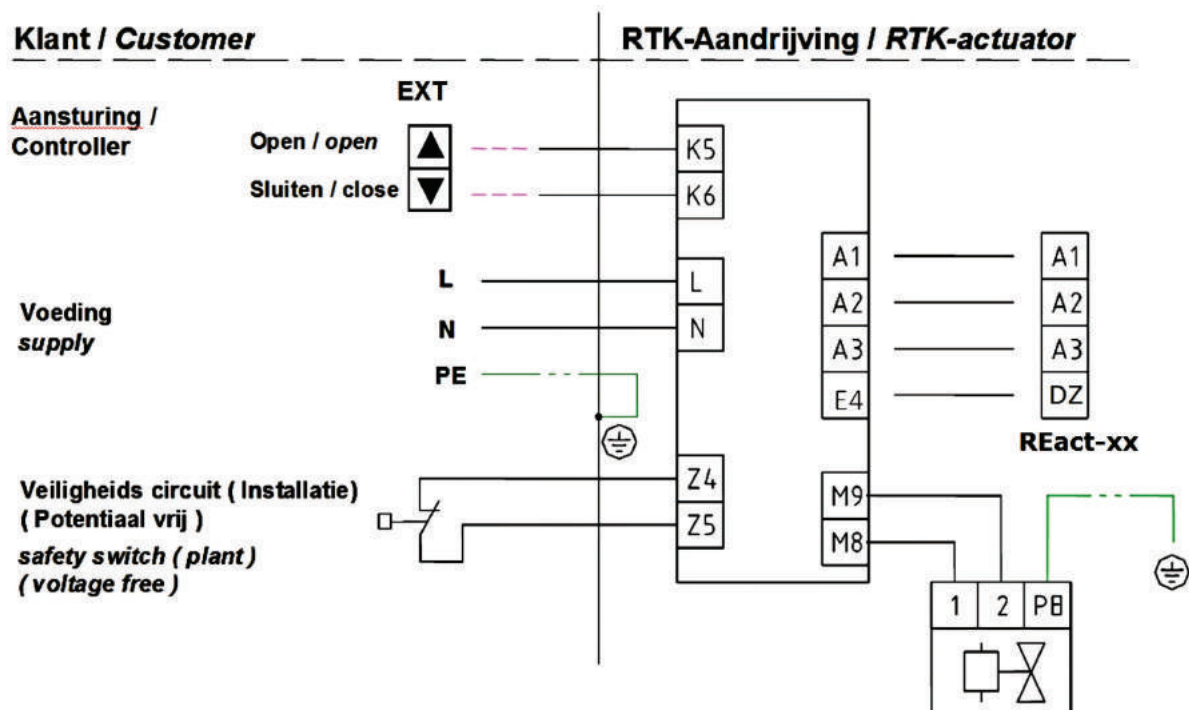 Klant / Customer
RTK-Aandrijving / RTK-actuator
EXT
Aansturing /
Controller
Open / open
Sluiten / close
K5
K6
L
N
PE
L
N
Voeding
supply
A1
A2
A3
E4
A1
A2
A3
DZ
REact-xx
Veiligheids circuit ( Installatie)
( Potentiaal vrij )
safety switch ( plant )
( voltage free )
Z4
Z5
M9
M8
1
2